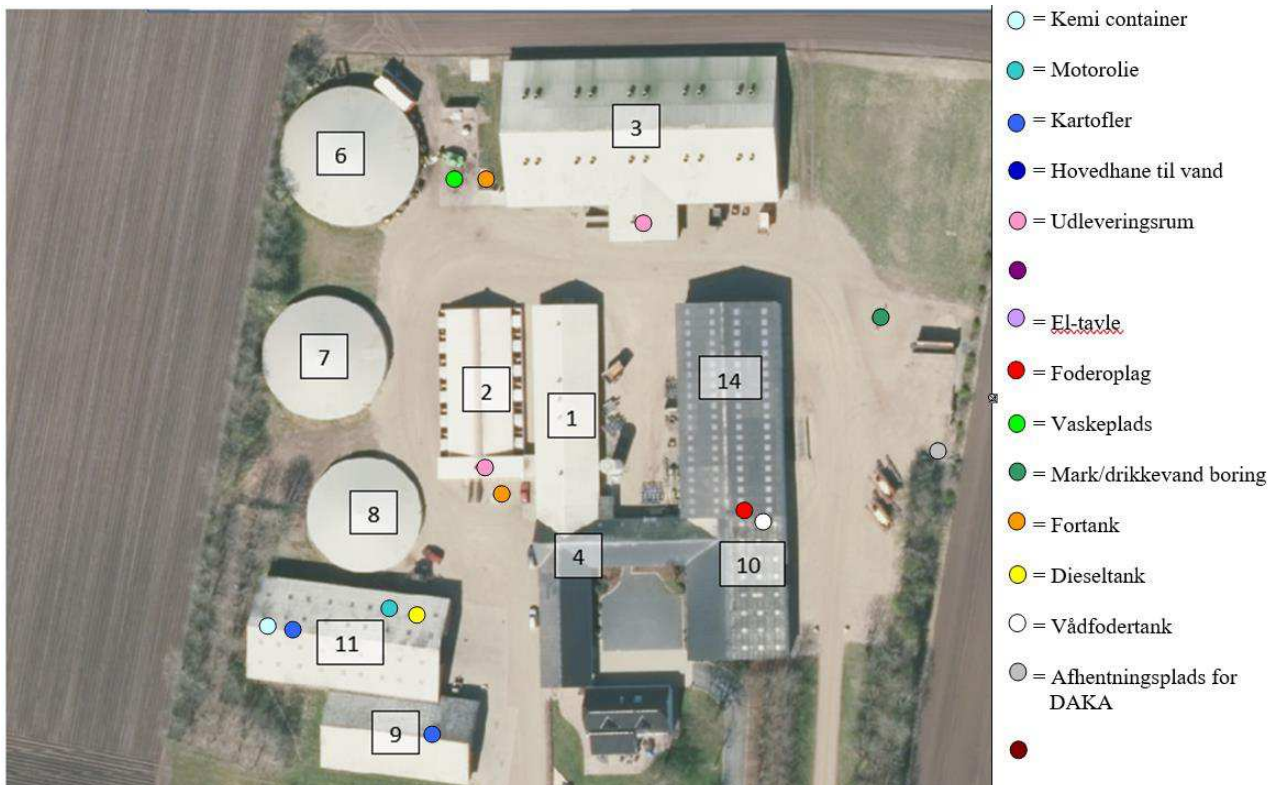 3
6
7
2
1
14
8
4
10
11
9
= Kemi container
= Motorolie
= Kartofler
= Hovedhane til vand
= Udleveringsrum
= El-tavle
= Foderoplag
= Vaskeplads
= Mark/drikkevand boring
= Fortank
= Dieseltank
= Vådfodertank
= Afhentningsplads for
DAKA